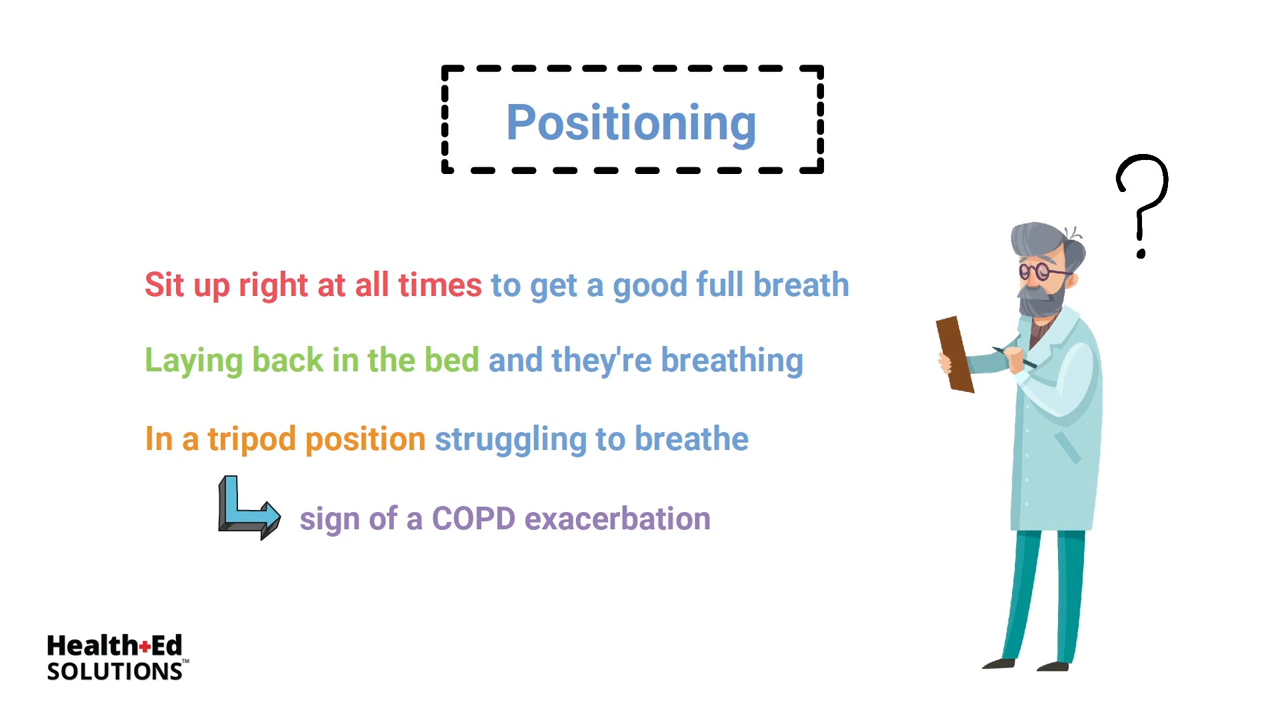 Positioning
?
Sit up right at all times to get a good full breath
Laying back in the bed and they're breathing
In a tripod position struggling to breathe
sign of a COPD exacerbation
Health+Ed
SOLUTIONS™